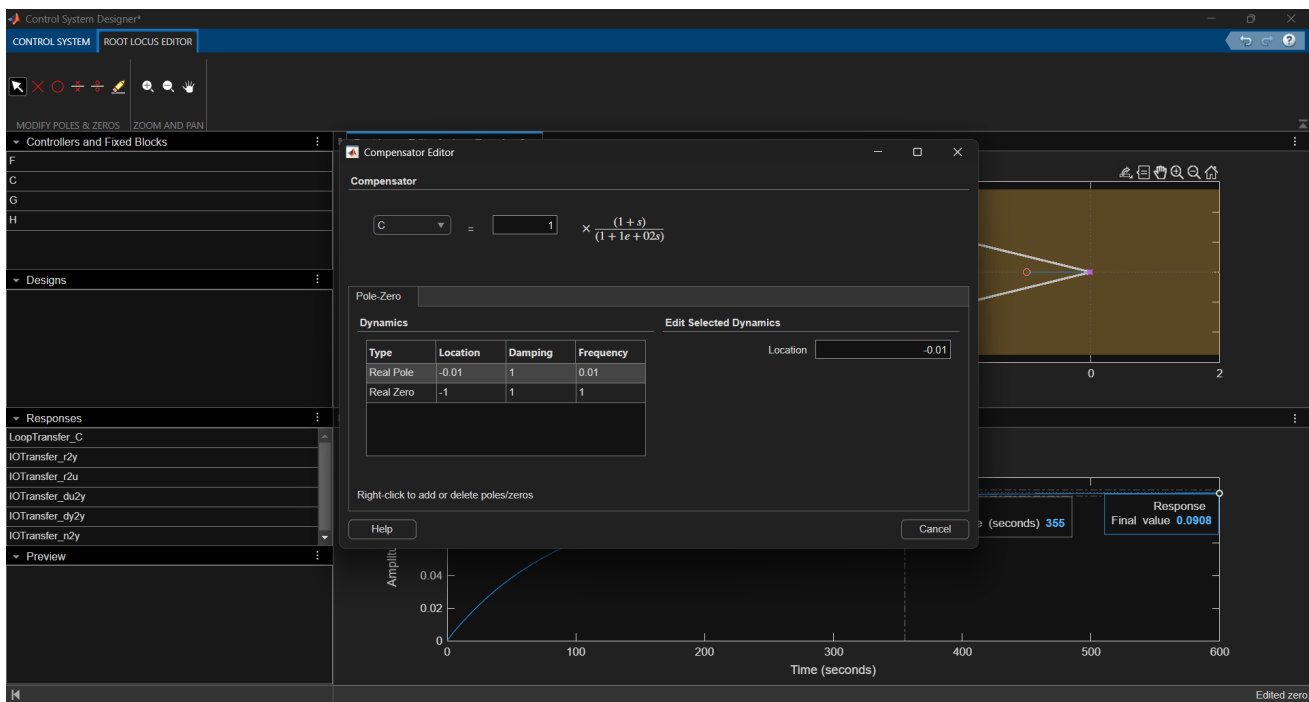 Control System Designer*
CONTROL SYSTEM
ROOT LOCUS EDITOR
MODIFY POLES & ZEROS
ZOOM AND PAN
Controllers and Fixed Blocks
F
C
G
H
Designs
Responses
LoopTransfer_C
IOTransfer_r2y
IOTransfer_r2u
IOTransfer_du2y
IOTransfer_dy2y
IOTransfer_n2y
Preview
Compensator Editor
Compensator
C = 1 × (1 + s)
(1 + 1e + 02s)
Pole-Zero
Dynamics
Type Location Damping Frequency
Real Pole -0.01 1 0.01
Real Zero -1 1 1
Edit Selected Dynamics
Location -0.01
Right-click to add or delete poles/zeros
Help
Cancel
0 2
(seconds) 355
Response
Final value 0.0908
0.04
0.02
0
0 100 200 300 400 500 600
Time (seconds)
Edited zero